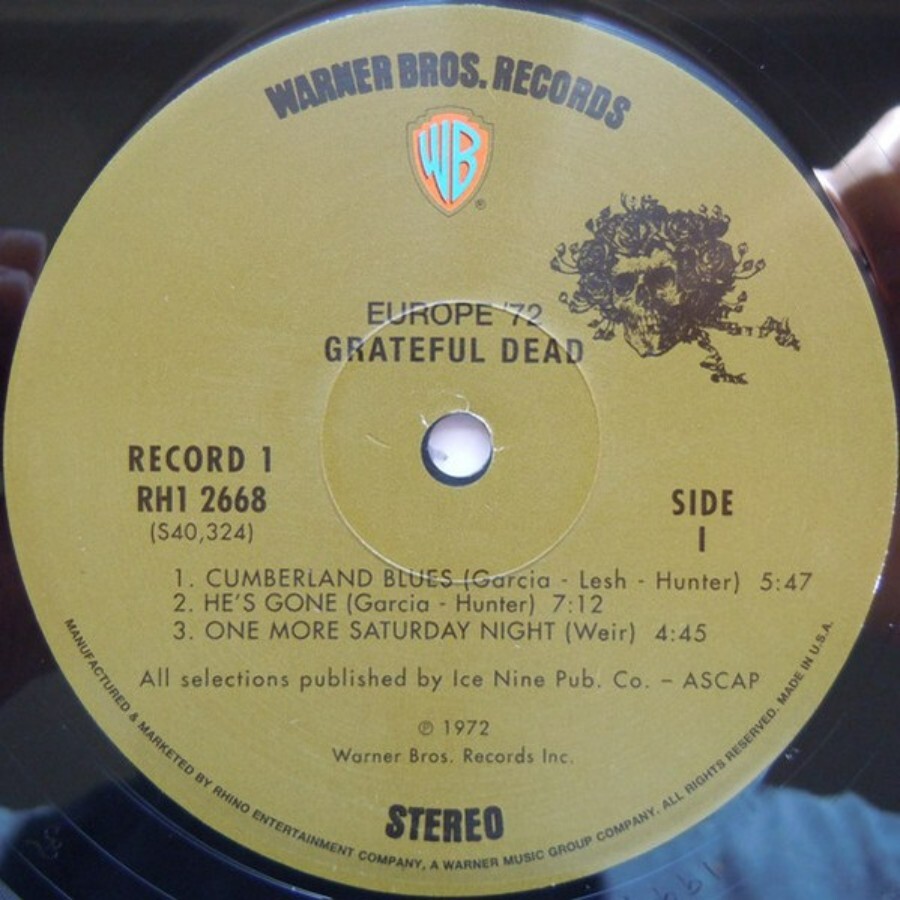 WARNER BROS. RECORDS
WB
®
EUROPE '72
GRATEFUL DEAD
RECORD 1
RH1 2668
(S40,324)
SIDE
1
1. CUMBERLAND BLUES (Garcia - Lesh - Hunter) 5:47
2. HE'S GONE (Garcia - Hunter) 7:12
3. ONE MORE SATURDAY NIGHT (Weir) 4:45
All selections published by Ice Nine Pub. Co. – ASCAP
℗ 1972
Warner Bros. Records Inc.
STEREO
MANUFACTURED & MARKETED BY RHINO ENTERTAINMENT COMPANY, A WARNER MUSIC GROUP COMPANY. ALL RIGHTS RESERVED. MADE IN U.S.A.